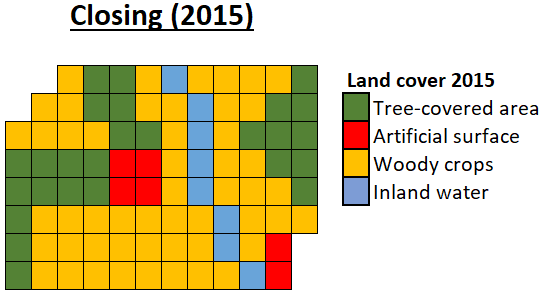 Closing (2015)
Land cover 2015
Tree-covered area
Artificial surface
Woody crops
Inland water